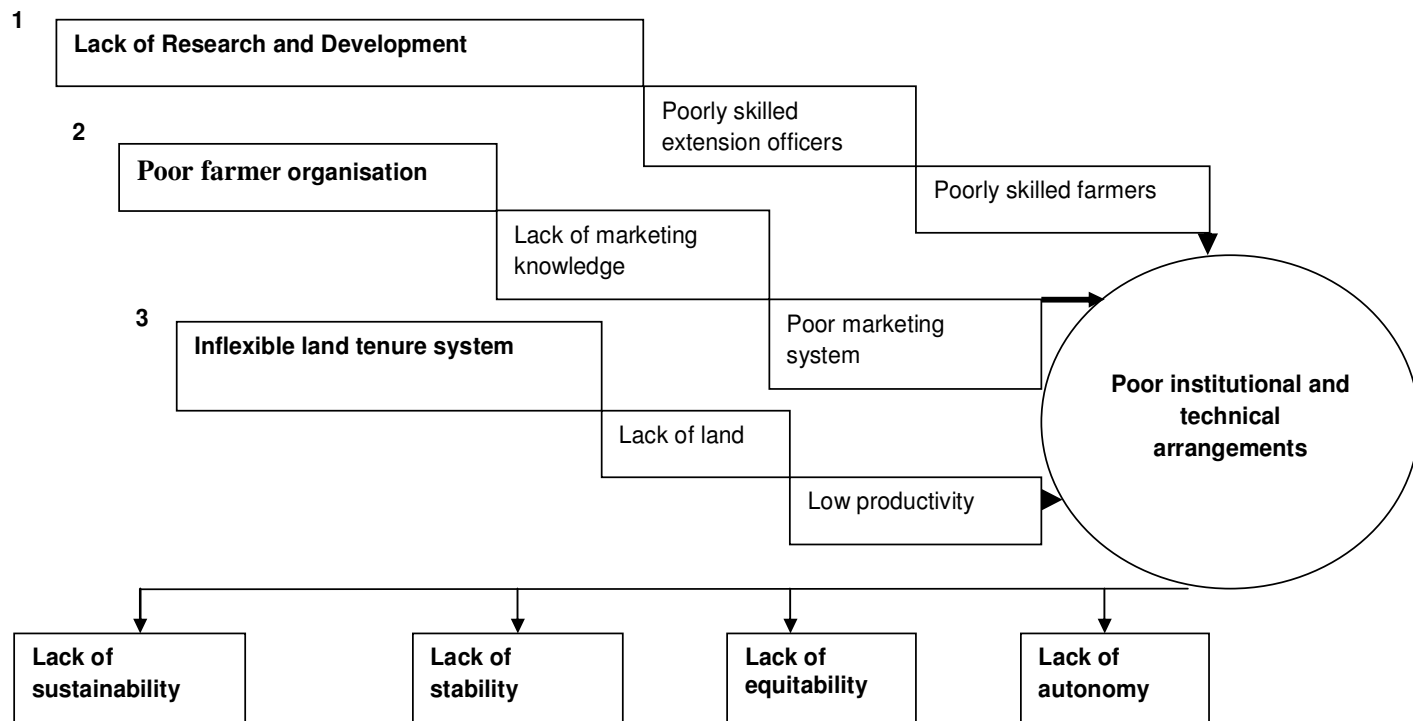 1
Lack of Research and Development
Poorly skilled
extension officers
Poorly skilled farmers
2
Poor farmer organisation
Lack of marketing
knowledge
Poor marketing
system
3
Inflexible land tenure system
Lack of land
Low productivity
Poor institutional and
technical
arrangements
Lack of
sustainability
Lack of
stability
Lack of
equitability
Lack of
autonomy